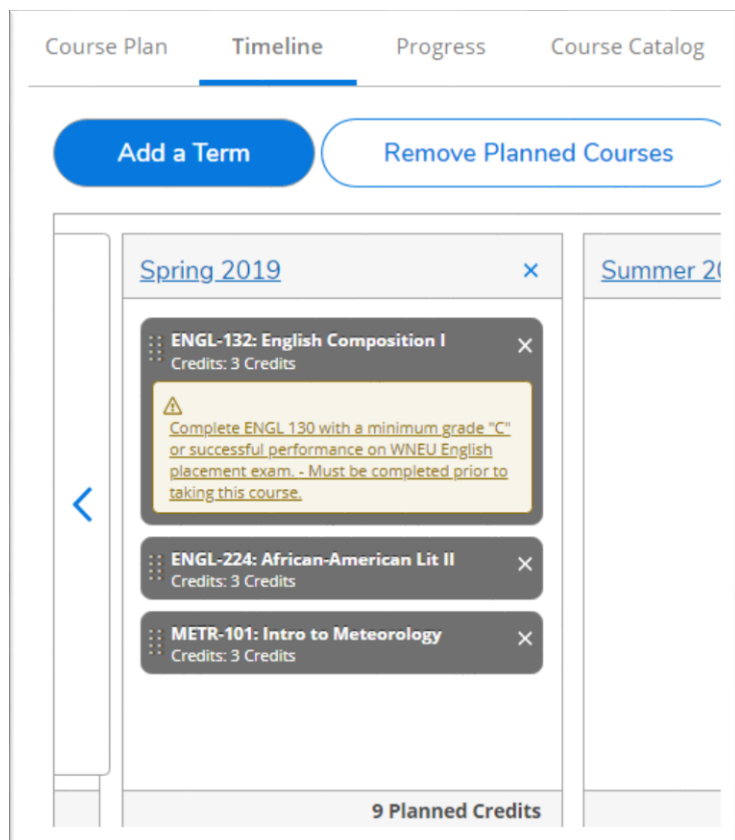 Course Plan Timeline Progress Course Catalog
Add a Term Remove Planned Courses
Spring 2019
Summer 20
ENGL-132: English Composition I
Credits: 3 Credits
Complete ENGL 130 with a minimum grade "C"
or successful performance on WNEU English
placement exam. - Must be completed prior to
taking this course.
ENGL-224: African-American Lit II
Credits: 3 Credits
METR-101: Intro to Meteorology
Credits: 3 Credits
9 Planned Credits